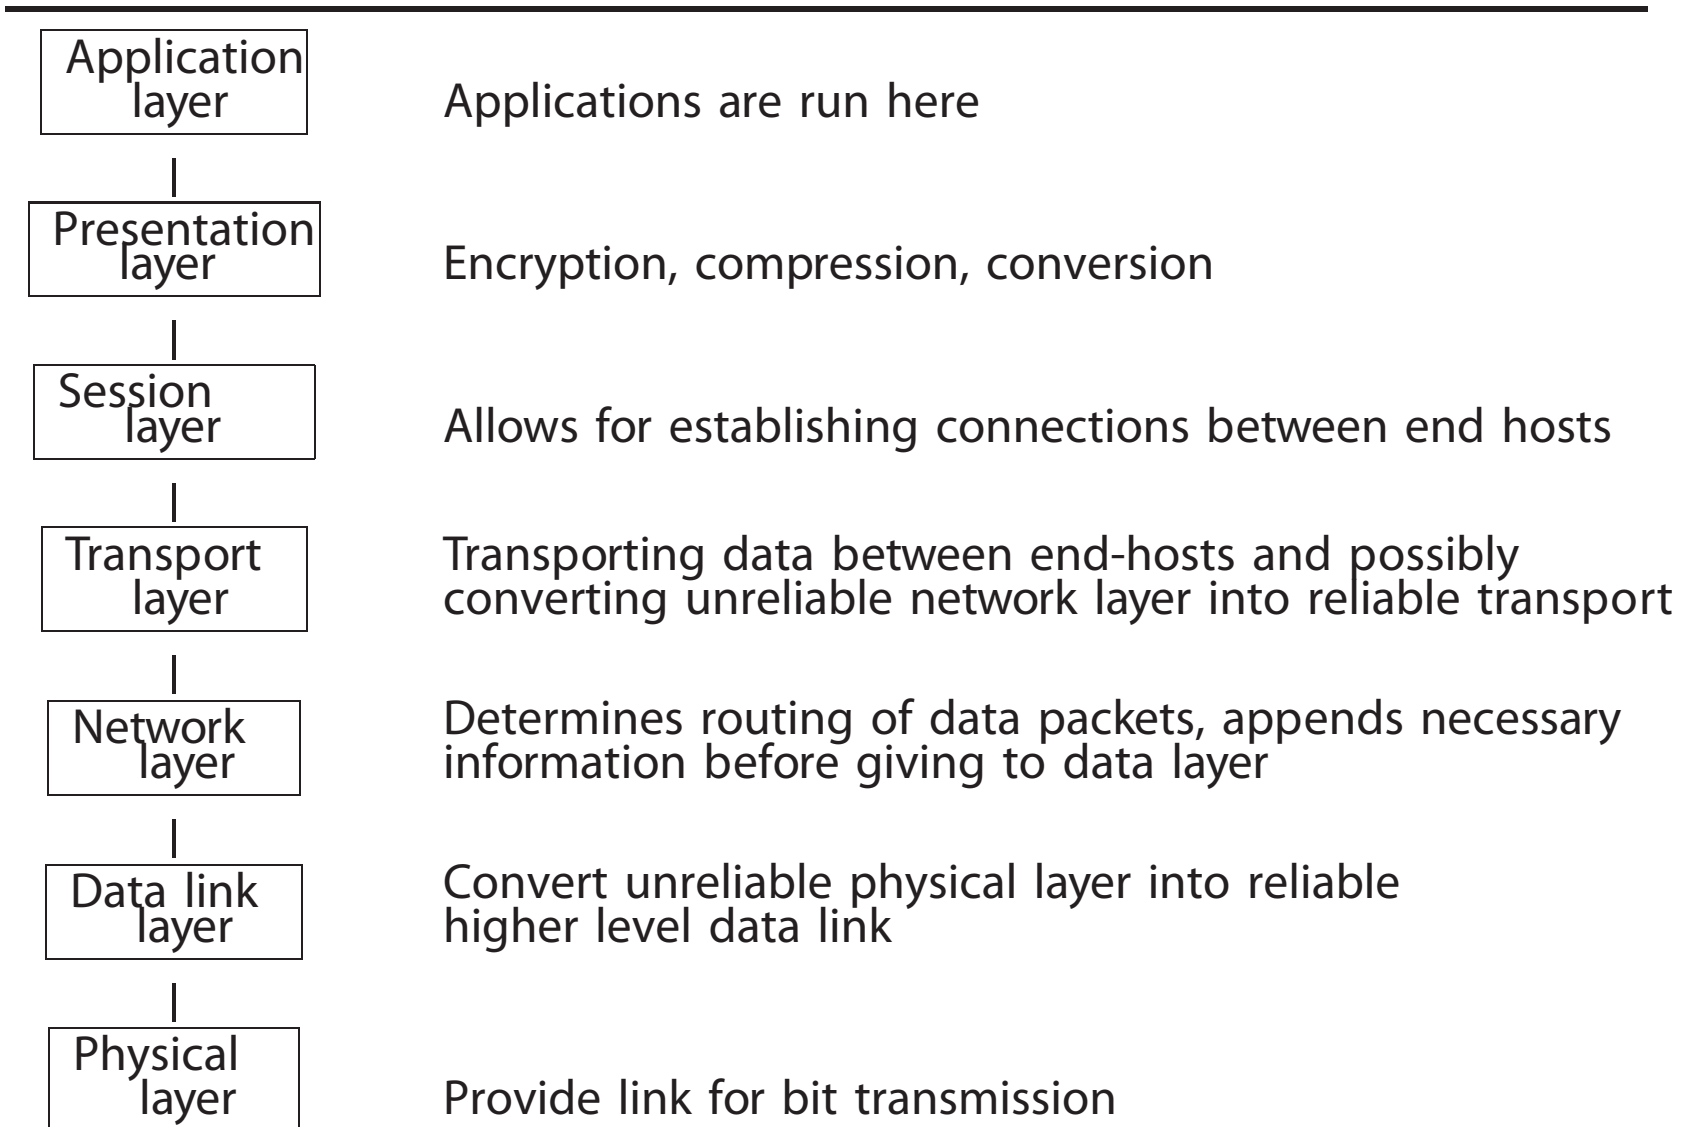 Application
layer
Applications are run here
Presentation
layer
Encryption, compression, conversion
Session
layer
Allows for establishing connections between end hosts
Transport
layer
Transporting data between end-hosts and possibly
converting unreliable network layer into reliable transport
Network
layer
Determines routing of data packets, appends necessary
information before giving to data layer
Data link
layer
Convert unreliable physical layer into reliable
higher level data link
Physical
layer
Provide link for bit transmission